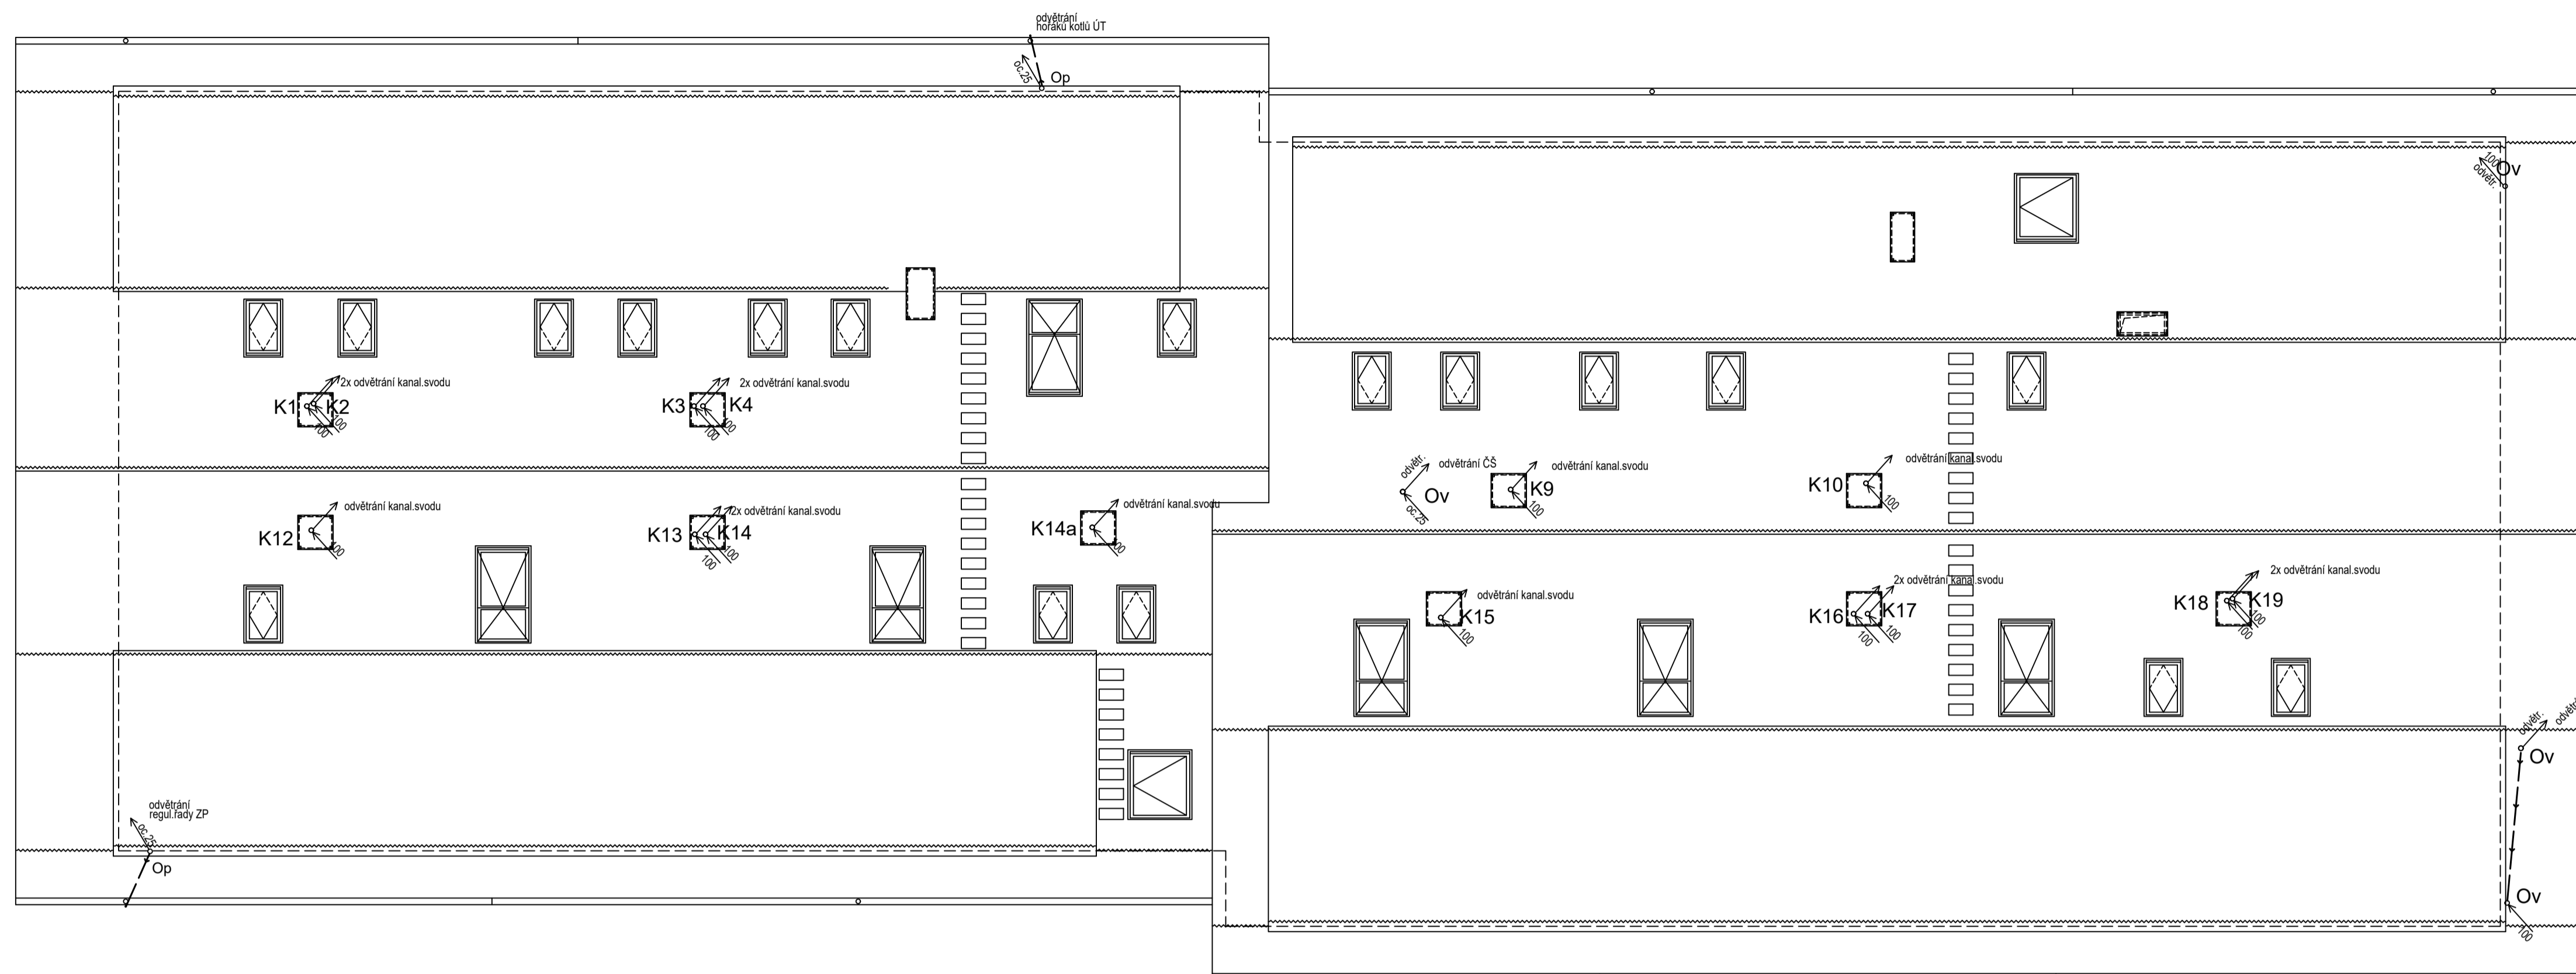 odvětrání
hořáků kotlů ÚT
oc.25
Op
100
odvětr.
Ov
2x odvětrání kanal.svodu
K1
K2
100
100
2x odvětrání kanal.svodu
K3
K4
100
100
odvětr.
odvětrání ČŠ
Ov
oc.25
odvětrání kanal.svodu
K9
100
odvětrání kanal.svodu
K10
100
odvětrání kanal.svodu
K12
100
2x odvětrání kanal.svodu
K13
K14
100
100
odvětrání kanal.svodu
K14a
100
odvětrání kanal.svodu
K15
100
2x odvětrání kanal.svodu
K16
K17
100
100
2x odvětrání kanal.svodu
K18
K19
100
100
odvětr.
Ov
odvětrání
regul.řady ZP
oc.25
Op
Ov
100